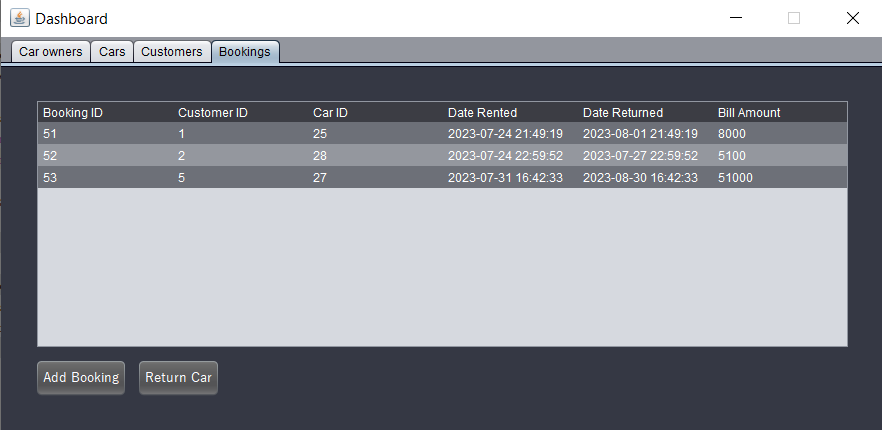 Dashboard
Car owners Cars Customers Bookings
Booking ID Customer ID Car ID Date Rented Date Returned Bill Amount
51 1 25 2023-07-24 21:49:19 2023-08-01 21:49:19 8000
52 2 28 2023-07-24 22:59:52 2023-07-27 22:59:52 5100
53 5 27 2023-07-31 16:42:33 2023-08-30 16:42:33 51000
Add Booking Return Car